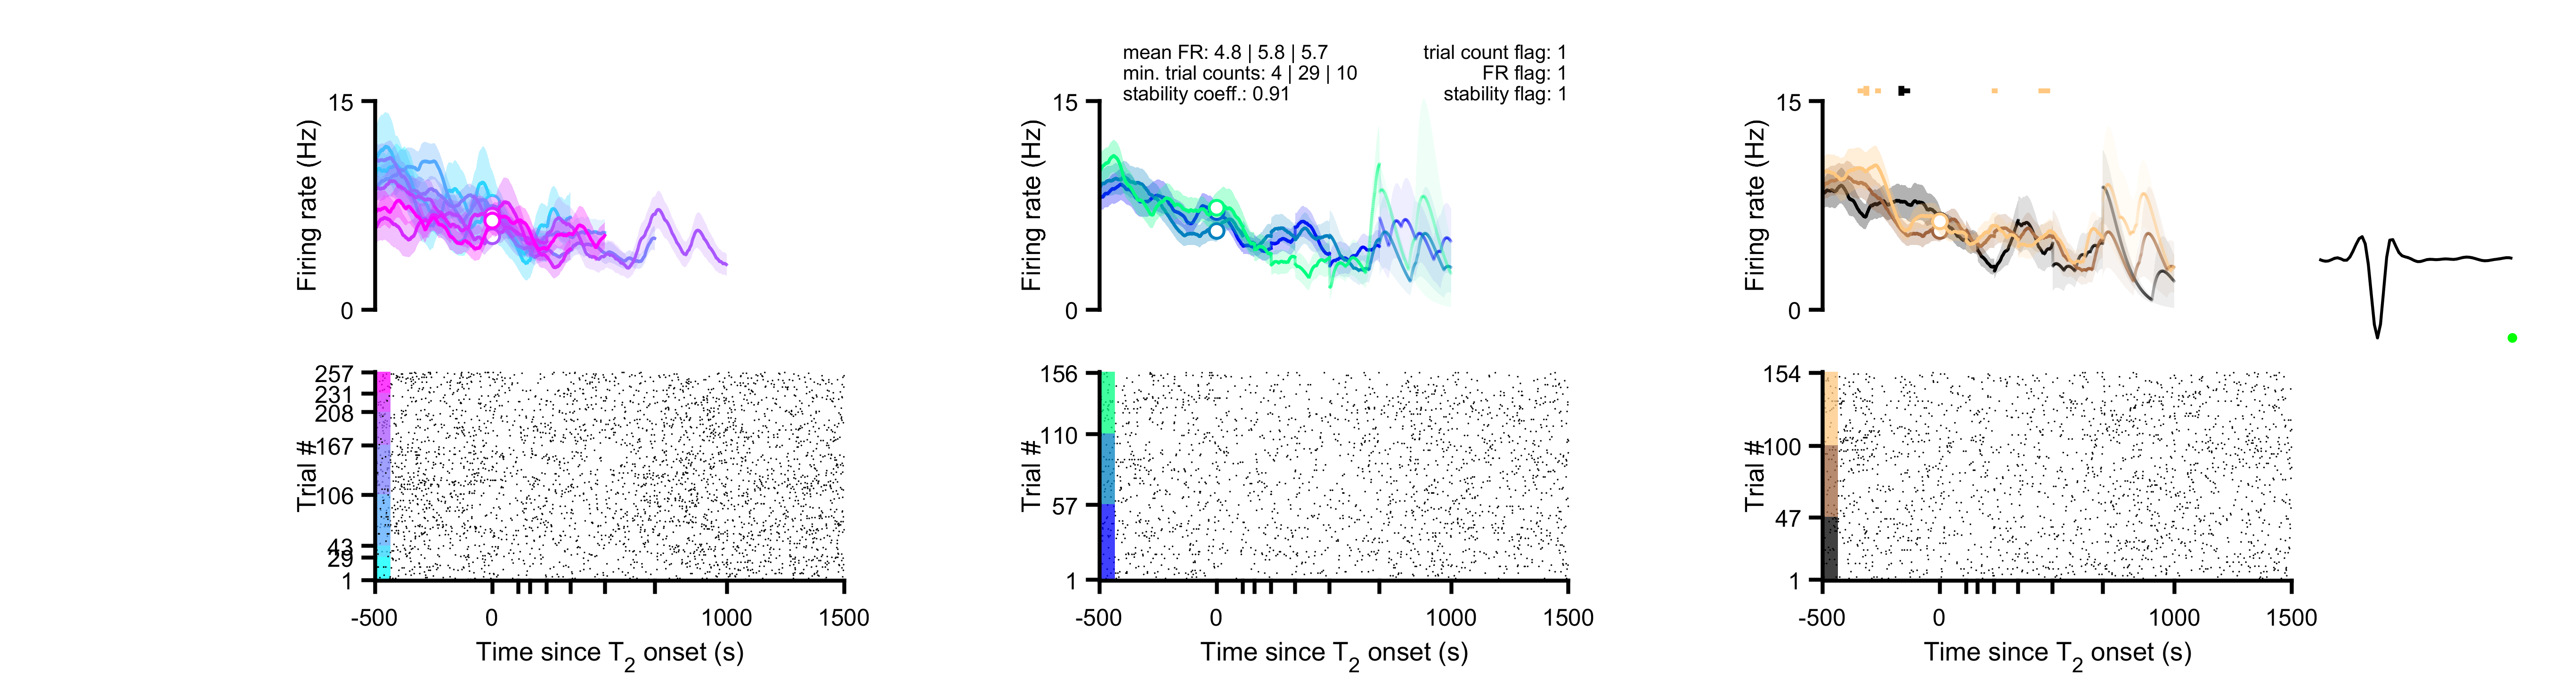 mean FR: 4.8 | 5.8 | 5.7
min. trial counts: 4 | 29 | 10
stability coeff.: 0.91
trial count flag: 1
FR flag: 1
stability flag: 1
15
Firing rate (Hz)
0
15
Firing rate (Hz)
0
15
Firing rate (Hz)
0
257
231
208
167
106
43
29
1
Trial #
-500
0
1000
1500
Time since T2 onset (s)
156
110
57
1
Trial #
-500
0
1000
1500
Time since T2 onset (s)
154
100
47
1
Trial #
-500
0
1000
1500
Time since T2 onset (s)